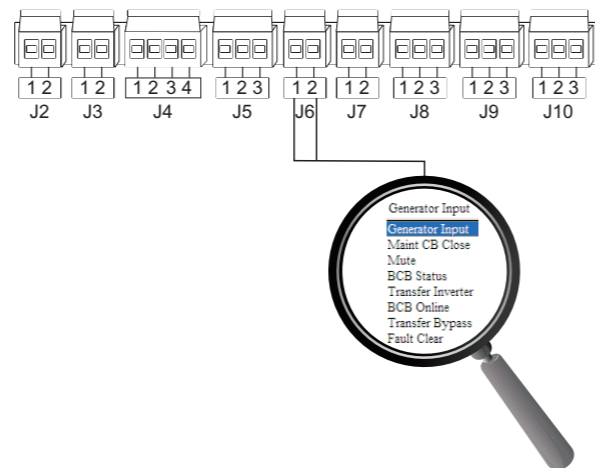 1 2 1 2 1 2 3 4 1 2 3 1 2 1 2 1 2 3 1 2 3 1 2 3
J2 J3 J4 J5 J6 J7 J8 J9 J10
Generator Input
Generator Input
Maint CB Close
Mute
BCB Status
Transfer Inverter
BCB Online
Transfer Bypass
Fault Clear